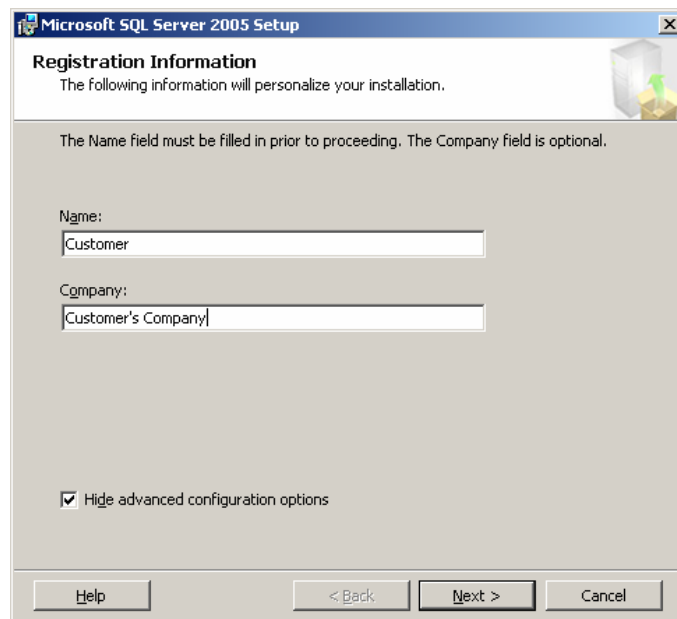 Microsoft SQL Server 2005 Setup
Registration Information
The following information will personalize your installation.
The Name field must be filled in prior to proceeding. The Company field is optional.
Name:
Customer
Company:
Customer's Company
Hide advanced configuration options
Help
< Back
Next >
Cancel